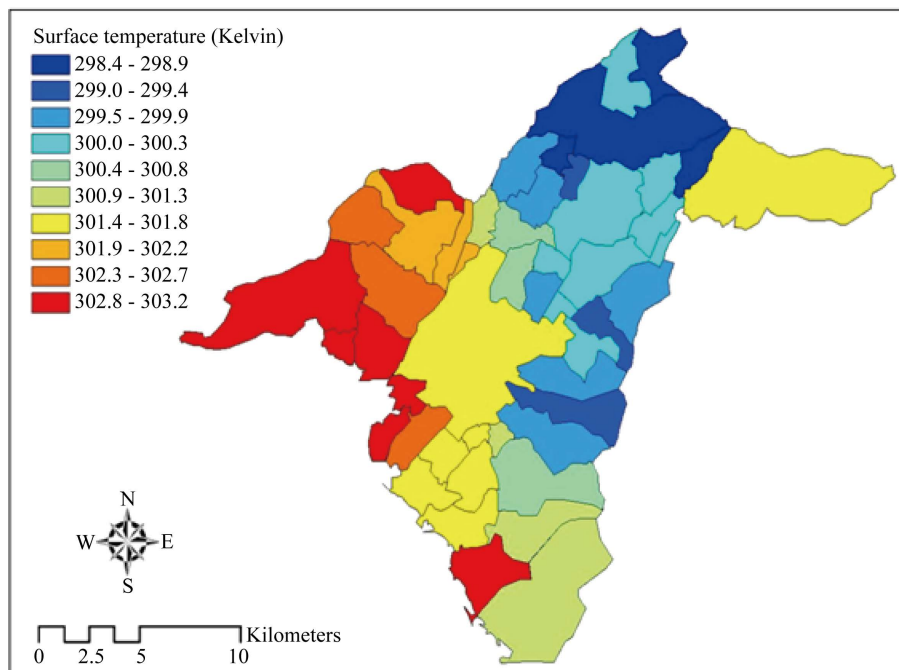 Surface temperature (Kelvin)
298.4 - 298.9
299.0 - 299.4
299.5 - 299.9
300.0 - 300.3
300.4 - 300.8
300.9 - 301.3
301.4 - 301.8
301.9 - 302.2
302.3 - 302.7
302.8 - 303.2
N
W E
S
Kilometers
0 2.5 5 10